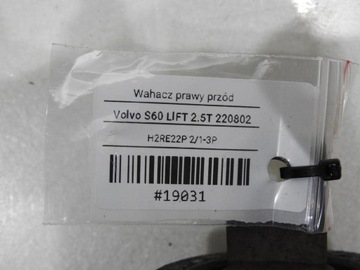 Wahacz prawy przód
Volvo S60 LIFT 2.5T 220802
H2RE22P 2/1-3P
#19031